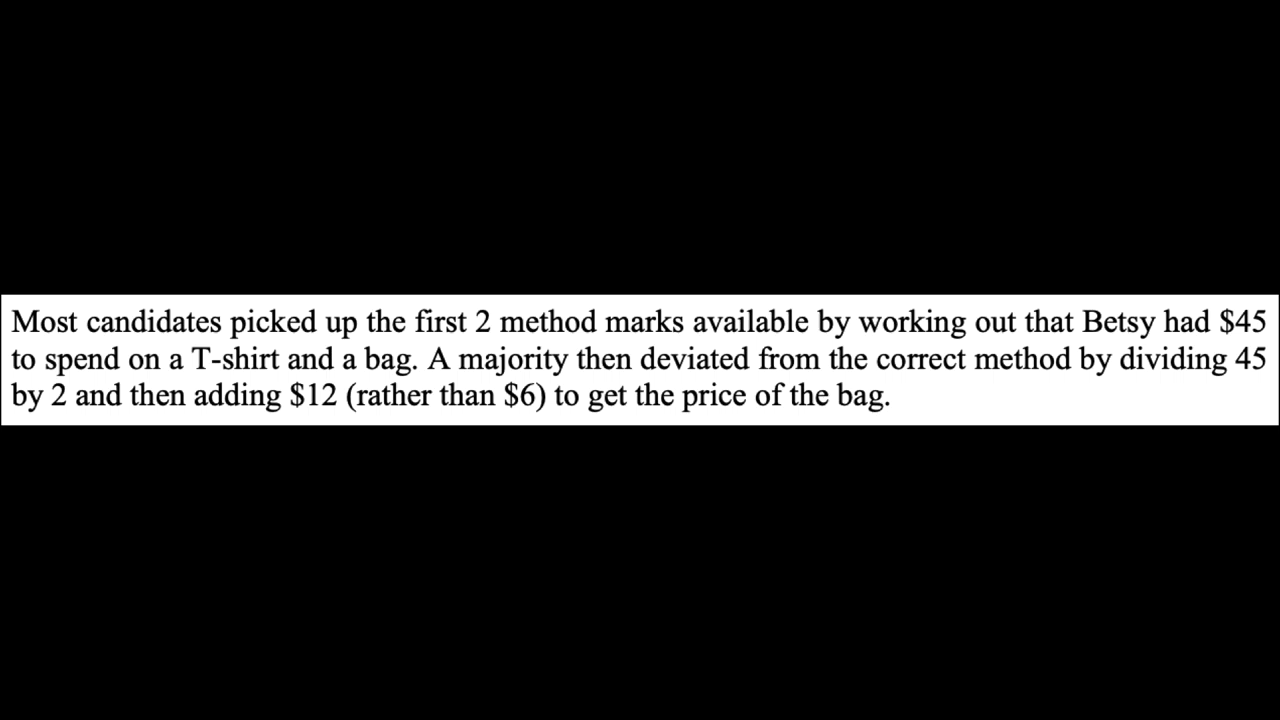 Most candidates picked up the first 2 method marks available by working out that Betsy had $45
to spend on a T-shirt and a bag. A majority then deviated from the correct method by dividing 45
by 2 and then adding $12 (rather than $6) to get the price of the bag.